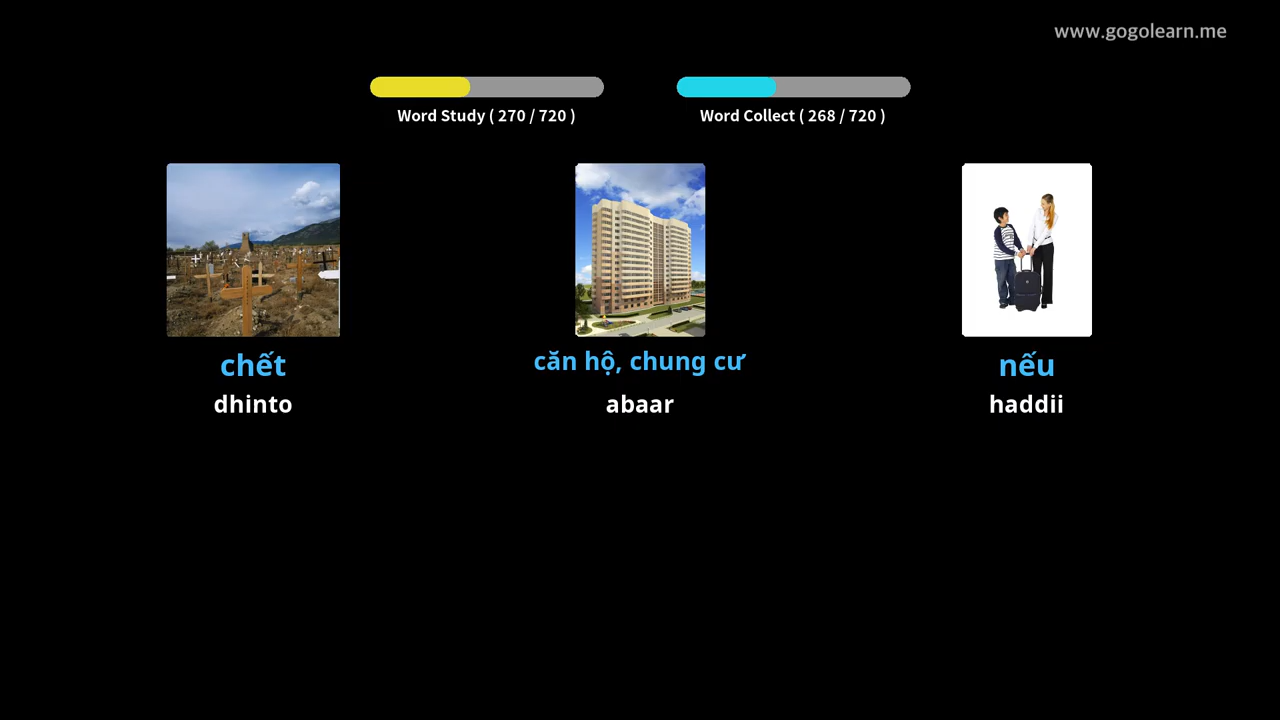 www.gogolearn.me
Word Study ( 270 / 720 )
Word Collect ( 268 / 720 )
chết
căn hộ, chung cư
nếu
dhinto
abaar
haddii